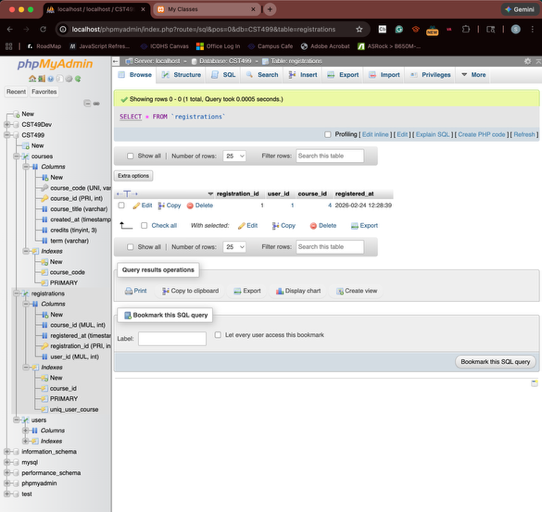 localhost / localhost / CST49
My Classes
localhost/phpmyadmin/index.php?route=/sql&pos=0&db=CST499&table=registrations
Gemini
RoadMap
JavaScript Refres...
ICDHS Canvas
Office Log In
Campus Cafe
Adobe Acrobat
ASRock > B650M-...
phpMyAdmin
Recent Favorites
New
CST49Dev
CST499
New
courses
Columns
New
course_code (UNI, var
course_id (PRI, int)
course_title (varchar)
created_at (timestamp
credits (tinyint, 3)
term (varchar)
Indexes
New
course_code
PRIMARY
registrations
Columns
New
course_id (MUL, int)
registered_at (timestar
registration_id (PRI, in
user_id (MUL, int)
Indexes
New
course_id
PRIMARY
uniq_user_course
users
Columns
Indexes
information_schema
mysql
performance_schema
phpmyadmin
test
Server: localhost » Database: CST499 » Table: registrations
Browse Structure SQL Search Insert Export Import Privileges More
Showing rows 0 - 0 (1 total, Query took 0.0005 seconds.)
SELECT * FROM `registrations`
Profiling [ Edit inline ] [ Edit ] [ Explain SQL ] [ Create PHP code ] [ Refresh ]
Show all | Number of rows: 25 Filter rows: Search this table
Extra options
←T→ registration_id user_id course_id registered_at
Edit Copy Delete 1 1 4 2026-02-24 12:28:39
Check all With selected: Edit Copy Delete Export
Show all | Number of rows: 25 Filter rows: Search this table
Query results operations
Print Copy to clipboard Export Display chart Create view
Bookmark this SQL query
Label: Let every user access this bookmark
Bookmark this SQL query